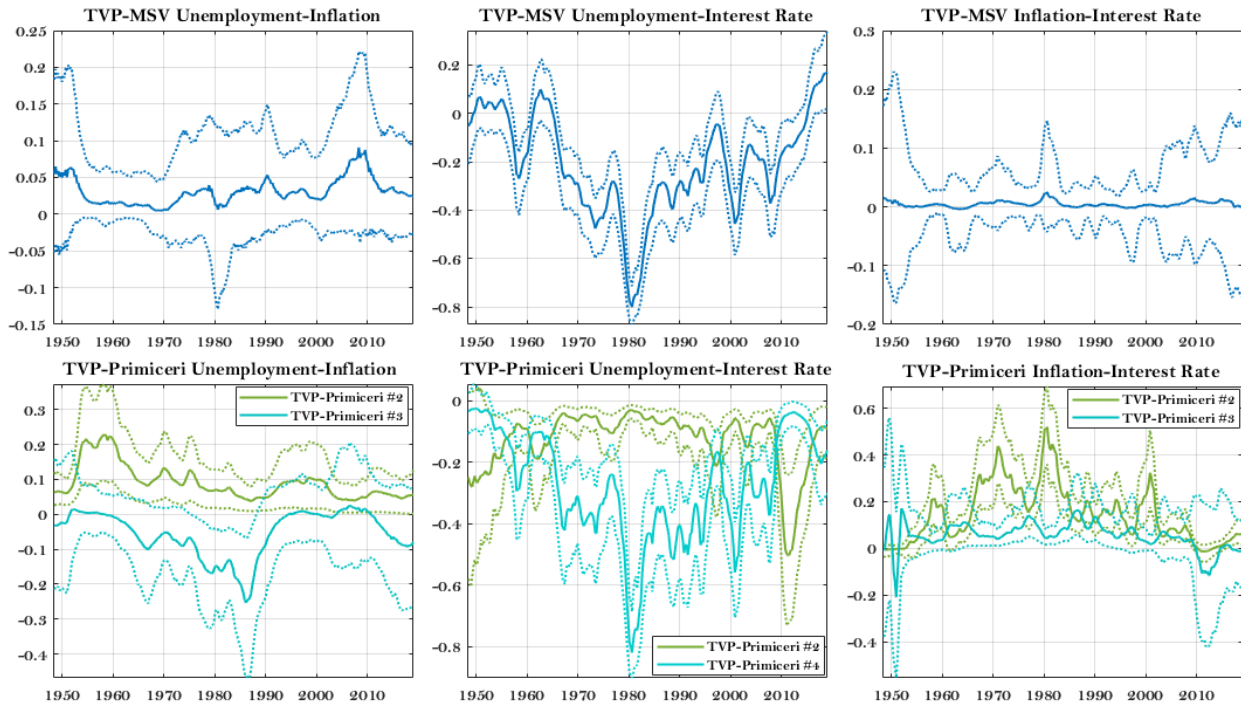 TVP-MSV Unemployment-Inflation
0.25
0.2
0.15
0.1
0.05
0
-0.05
-0.1
-0.15
1950 1960 1970 1980 1990 2000 2010
TVP-MSV Unemployment-Interest Rate
0.2
0
-0.2
-0.4
-0.6
-0.8
1950 1960 1970 1980 1990 2000 2010
TVP-MSV Inflation-Interest Rate
0.3
0.2
0.1
0
-0.1
-0.2
1950 1960 1970 1980 1990 2000 2010
TVP-Primiceri Unemployment-Inflation
TVP-Primiceri #2
TVP-Primiceri #3
0.3
0.2
0.1
0
-0.1
-0.2
-0.3
-0.4
1950 1960 1970 1980 1990 2000 2010
TVP-Primiceri Unemployment-Interest Rate
0
-0.2
-0.4
-0.6
-0.8
TVP-Primiceri #2
TVP-Primiceri #4
1950 1960 1970 1980 1990 2000 2010
TVP-Primiceri Inflation-Interest Rate
TVP-Primiceri #2
TVP-Primiceri #3
0.6
0.4
0.2
0
-0.2
-0.4
1950 1960 1970 1980 1990 2000 2010